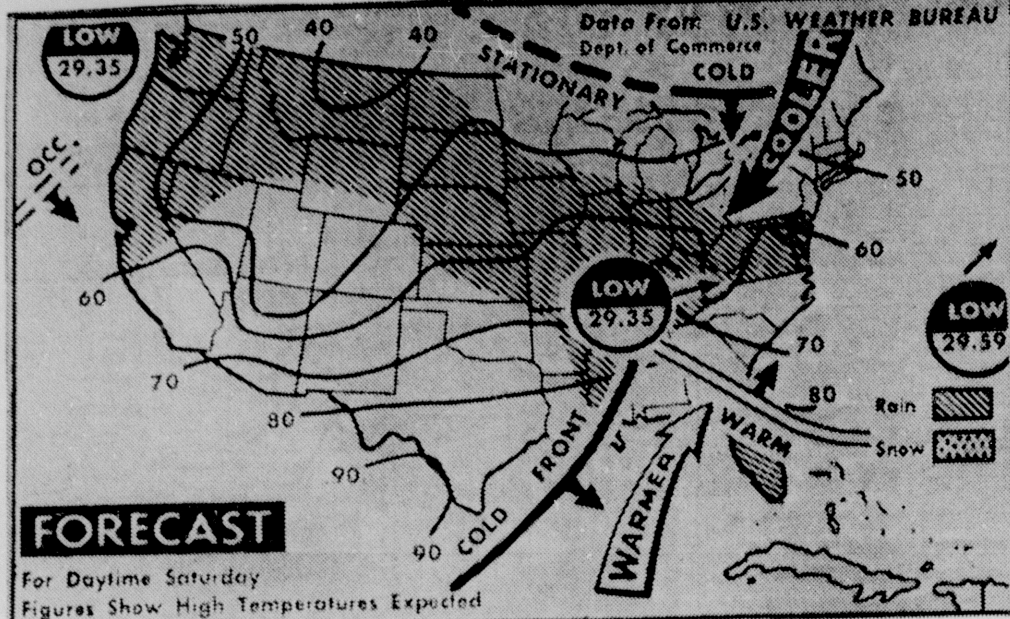 Data From: U.S. WEATHER BUREAU
Dept. of Commerce
LOW
29.35
50
40
40
STATIONARY
COLD
COOLER
OCC.
50
60
60
LOW
29.35
LOW
29.59
70
70
80
80
Rain
Snow
WARM
FRONT
COLD
WARMER
90
90
FORECAST
For Daytime Saturday
Figures Show High Temperatures Expected